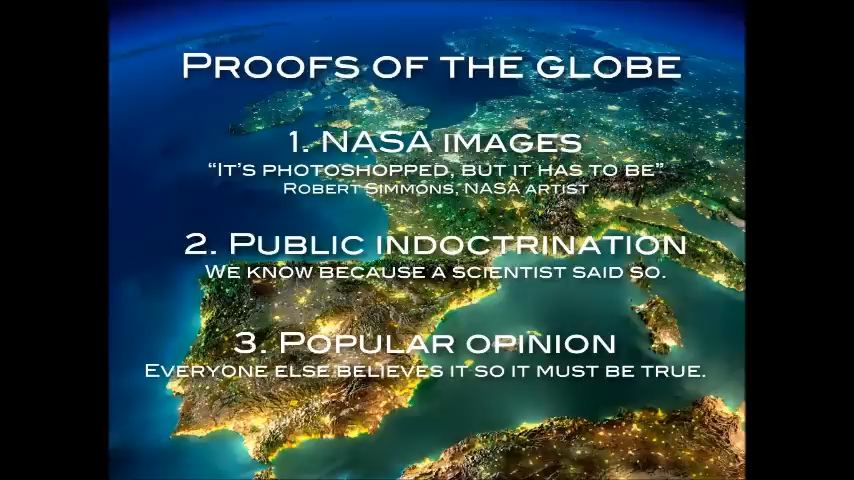 PROOFS OF THE GLOBE
1. NASA IMAGES
“IT’S PHOTOSHOPPED, BUT IT HAS TO BE”
ROBERT SIMMONS, NASA ARTIST
2. PUBLIC INDOCTRINATION
WE KNOW BECAUSE A SCIENTIST SAID SO.
3. POPULAR OPINION
EVERYONE ELSE BELIEVES IT SO IT MUST BE TRUE.